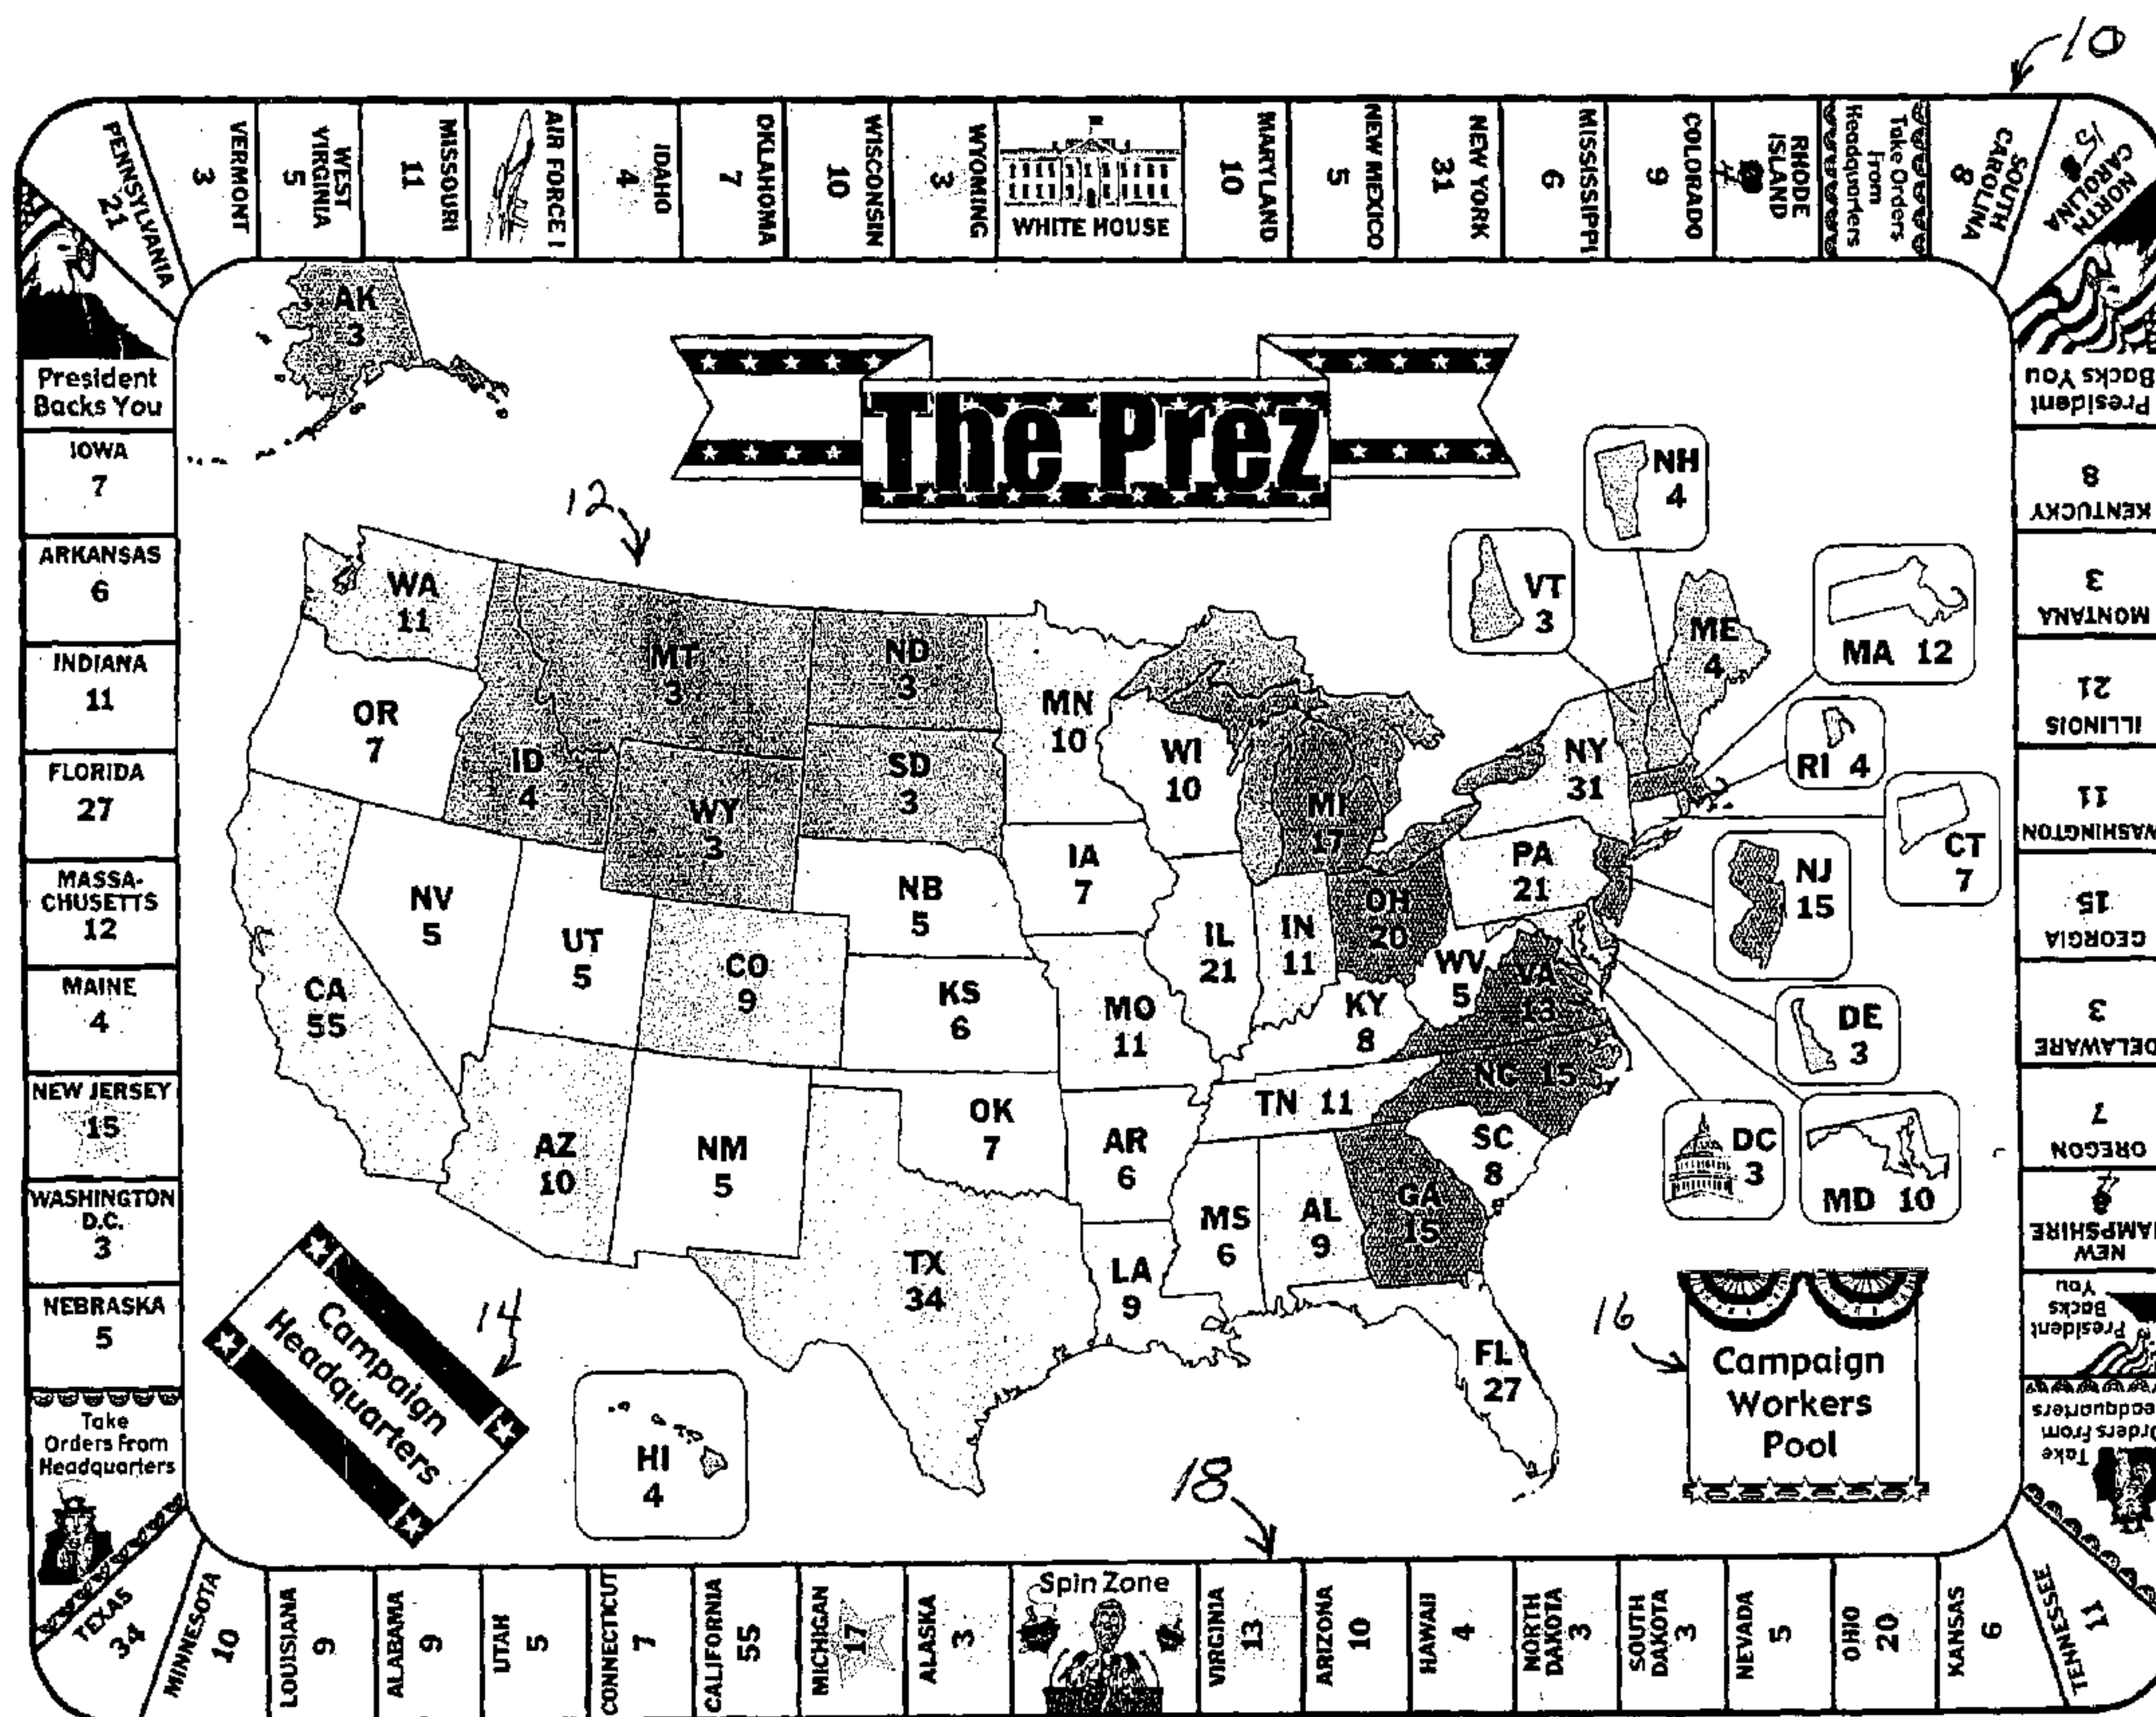 10
PENNSYLVANIA
21
VERMONT
3
WEST
VIRGINIA
5
MISSOURI
11
AIR FORCE 1
IDAHO
4
OKLAHOMA
7
WISCONSIN
10
WYOMING
3
WHITE HOUSE
MARYLAND
10
NEW MEXICO
5
NEW YORK
31
MISSISSIPPI
6
COLORADO
9
RHODE
ISLAND
4
Take Orders
From
Headquarters
SOUTH
CAROLINA
8
NORTH
CAROLINA
15
President
Backs You
IOWA
7
ARKANSAS
6
INDIANA
11
FLORIDA
27
MASSA-
CHUSETTS
12
MAINE
4
NEW JERSEY
15
WASHINGTON
D.C.
3
NEBRASKA
5
Take
Orders From
Headquarters
The Prez
12
AK
3
NH
4
VT
3
ME
4
MA 12
RI 4
CT
7
NJ
15
DE
3
DC
3
MD 10
WA
11
OR
7
MT
3
ID
4
WY
3
ND
3
SD
3
MN
10
WI
10
MI
17
NY
31
PA
21
IA
7
NB
5
NV
5
UT
5
CO
9
CA
55
KS
6
MO
11
IL
21
IN
11
OH
20
WV
5
VA
13
KY
8
TN 11
NC 15
SC
8
AZ
10
NM
5
OK
7
AR
6
MS
6
AL
9
GA
15
TX
34
LA
9
FL
27
HI
4
14
Campaign
Headquarters
16
Campaign
Workers
Pool
18
President
Backs You
KENTUCKY
8
MONTANA
3
ILLINOIS
21
WASHINGTON
11
GEORGIA
15
DELAWARE
3
OREGON
7
NEW
HAMPSHIRE
President
Backs
You
Take
Orders From
Headquarters
TEXAS
34
MINNESOTA
10
LOUISIANA
9
ALABAMA
9
UTAH
5
CONNECTICUT
7
CALIFORNIA
55
MICHIGAN
17
ALASKA
3
Spin Zone
VIRGINIA
13
ARIZONA
10
HAWAII
4
NORTH
DAKOTA
3
SOUTH
DAKOTA
3
NEVADA
5
OHIO
20
KANSAS
6
TENNESSEE
11